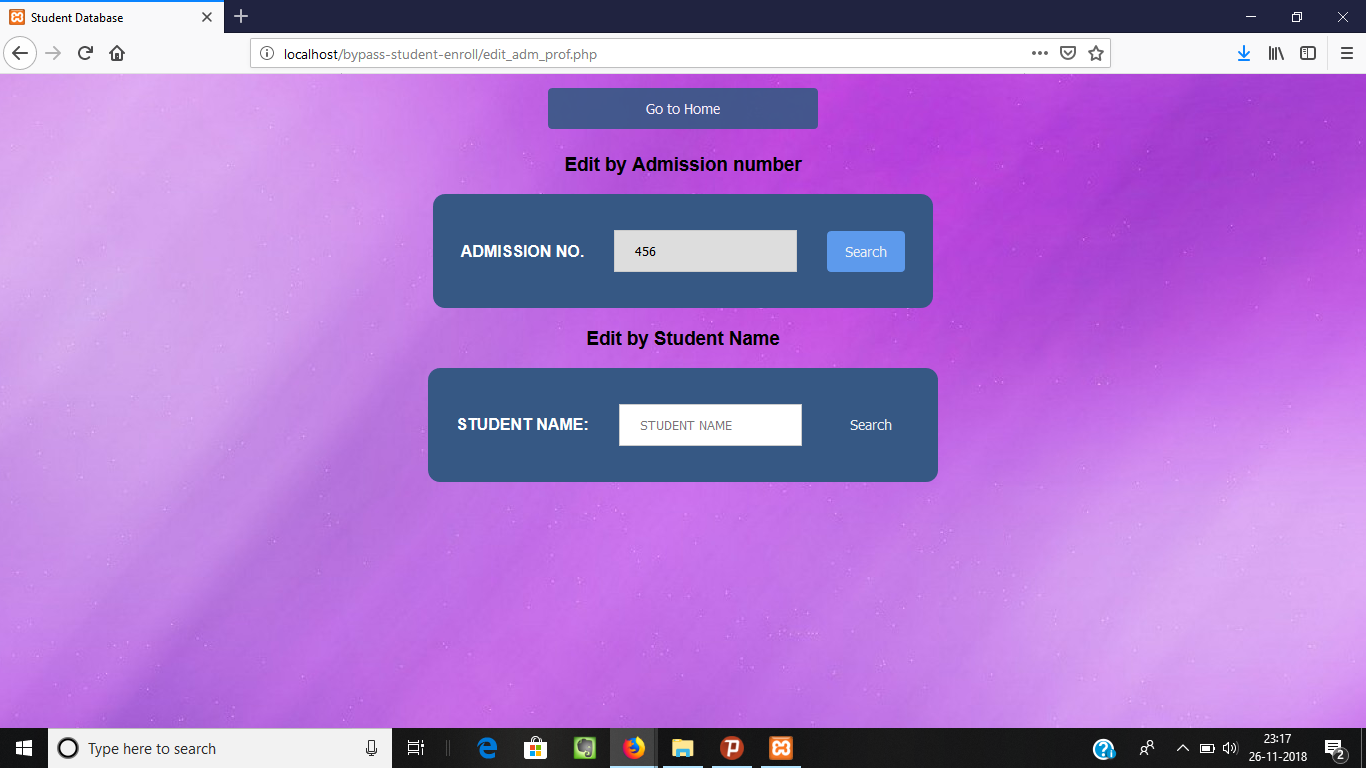 Student Database
localhost/bypass-student-enroll/edit_adm_prof.php
Go to Home
Edit by Admission number
ADMISSION NO. 456 Search
Edit by Student Name
STUDENT NAME: STUDENT NAME Search
Type here to search
23:17
26-11-2018
2